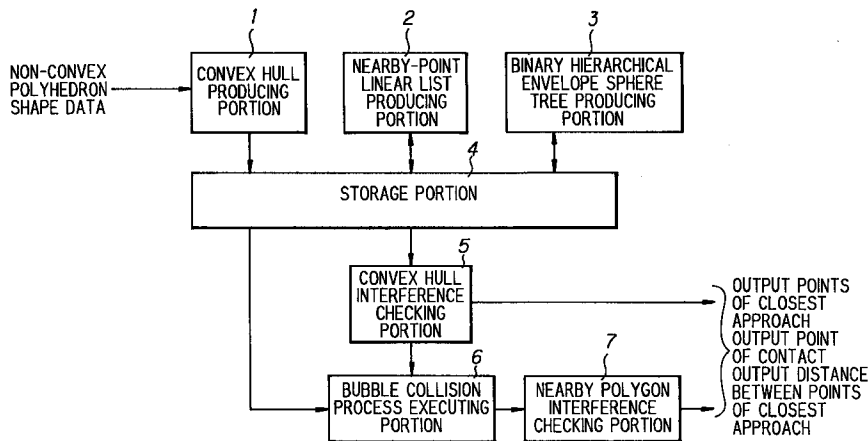 1
2
3
NON-CONVEX
POLYHEDRON
SHAPE DATA
CONVEX HULL
PRODUCING
PORTION
NEARBY-POINT
LINEAR LIST
PRODUCING
PORTION
BINARY HIERARCHICAL
ENVELOPE SPHERE
TREE PRODUCING
PORTION
4
STORAGE PORTION
5
CONVEX HULL
INTERFERENCE
CHECKING
PORTION
OUTPUT POINTS
OF CLOSEST
APPROACH
OUTPUT POINT
OF CONTACT
OUTPUT DISTANCE
BETWEEN POINTS
OF CLOSEST
APPROACH
6
BUBBLE COLLISION
PROCESS EXECUTING
PORTION
7
NEARBY POLYGON
INTERFERENCE
CHECKING PORTION